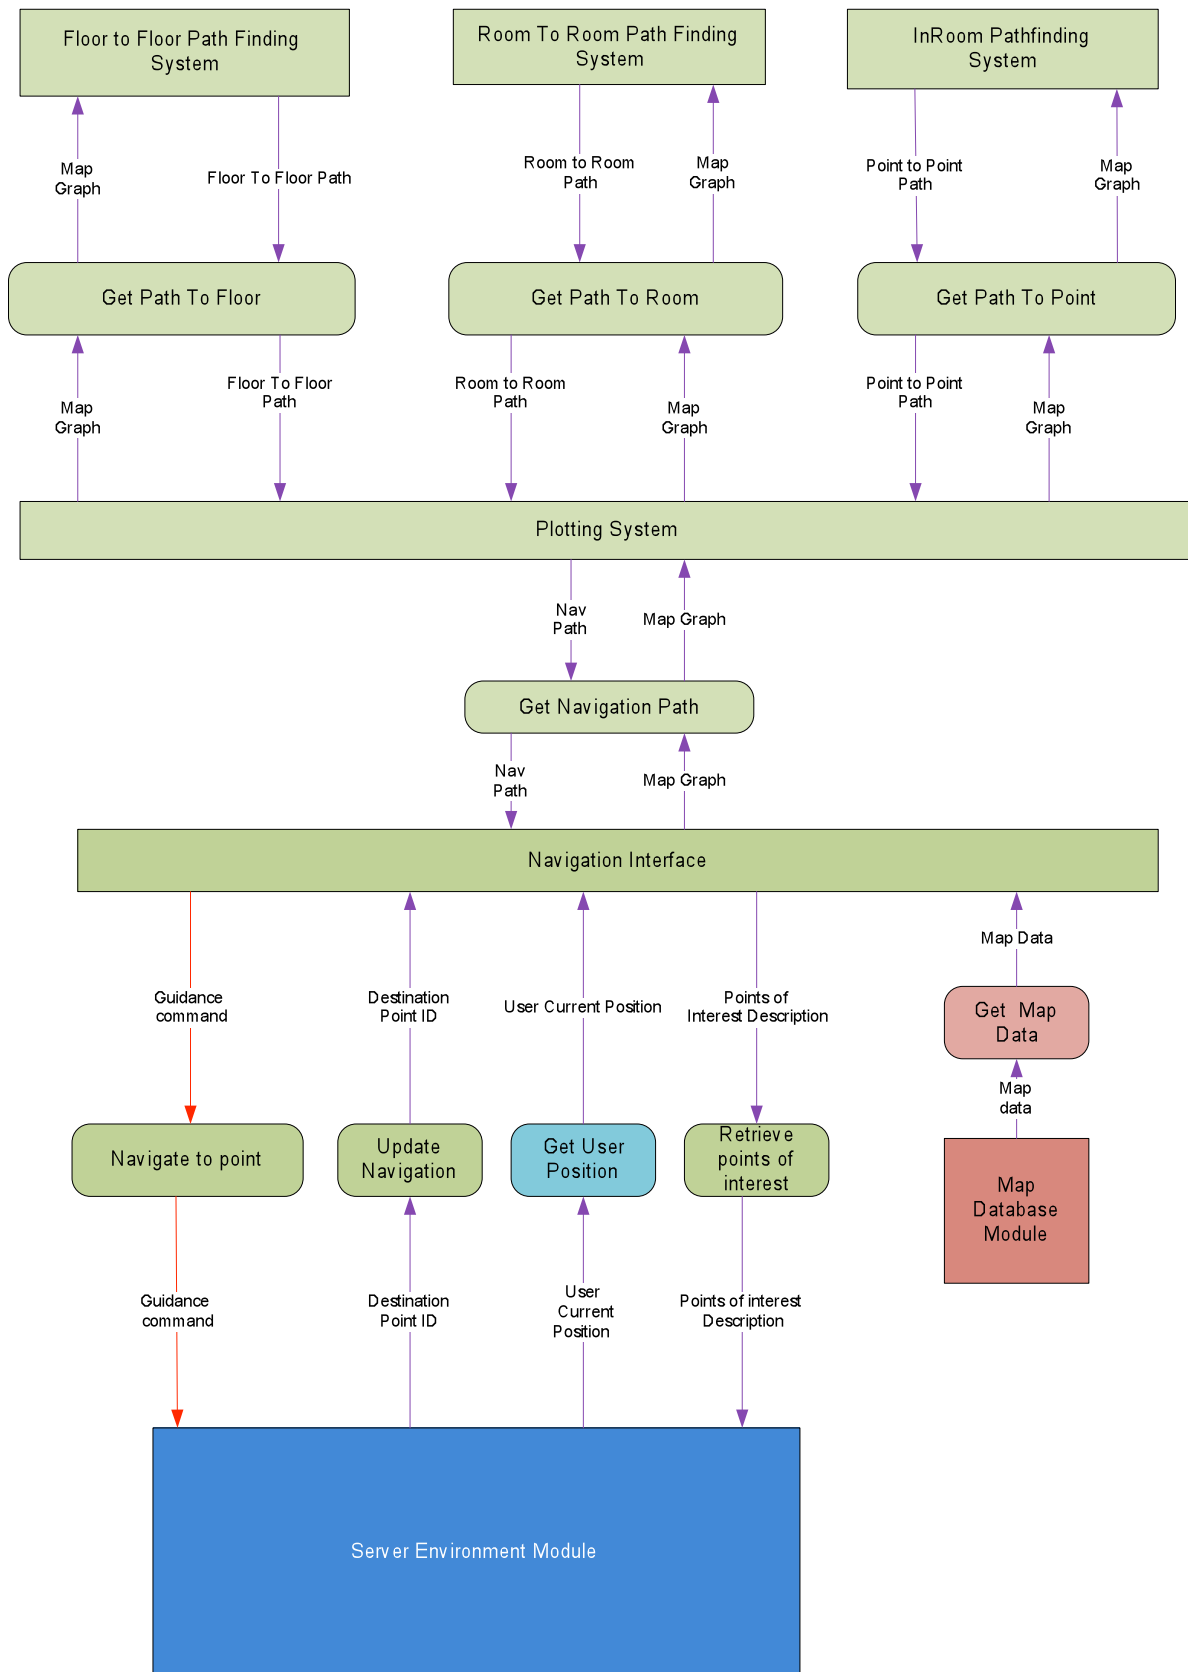 Floor to Floor Path Finding
System
Room To Room Path Finding
System
InRoom Pathfinding
System
Map
Graph
Floor To Floor Path
Room to Room
Path
Map
Graph
Point to Point
Path
Map
Graph
Get Path To Floor
Get Path To Room
Get Path To Point
Map
Graph
Floor To Floor
Path
Room to Room
Path
Map
Graph
Point to Point
Path
Map
Graph
Plotting System
Nav
Path
Map Graph
Get Navigation Path
Nav
Path
Map Graph
Navigation Interface
Guidance
command
Destination
Point ID
User Current Position
Points of
Interest Description
Map Data
Get Map
Data
Map
data
Navigate to point
Update
Navigation
Get User
Position
Retrieve
points of
interest
Map
Database
Module
Guidance
command
Destination
Point ID
User
Current
Position
Points of interest
Description
Server Environment Module